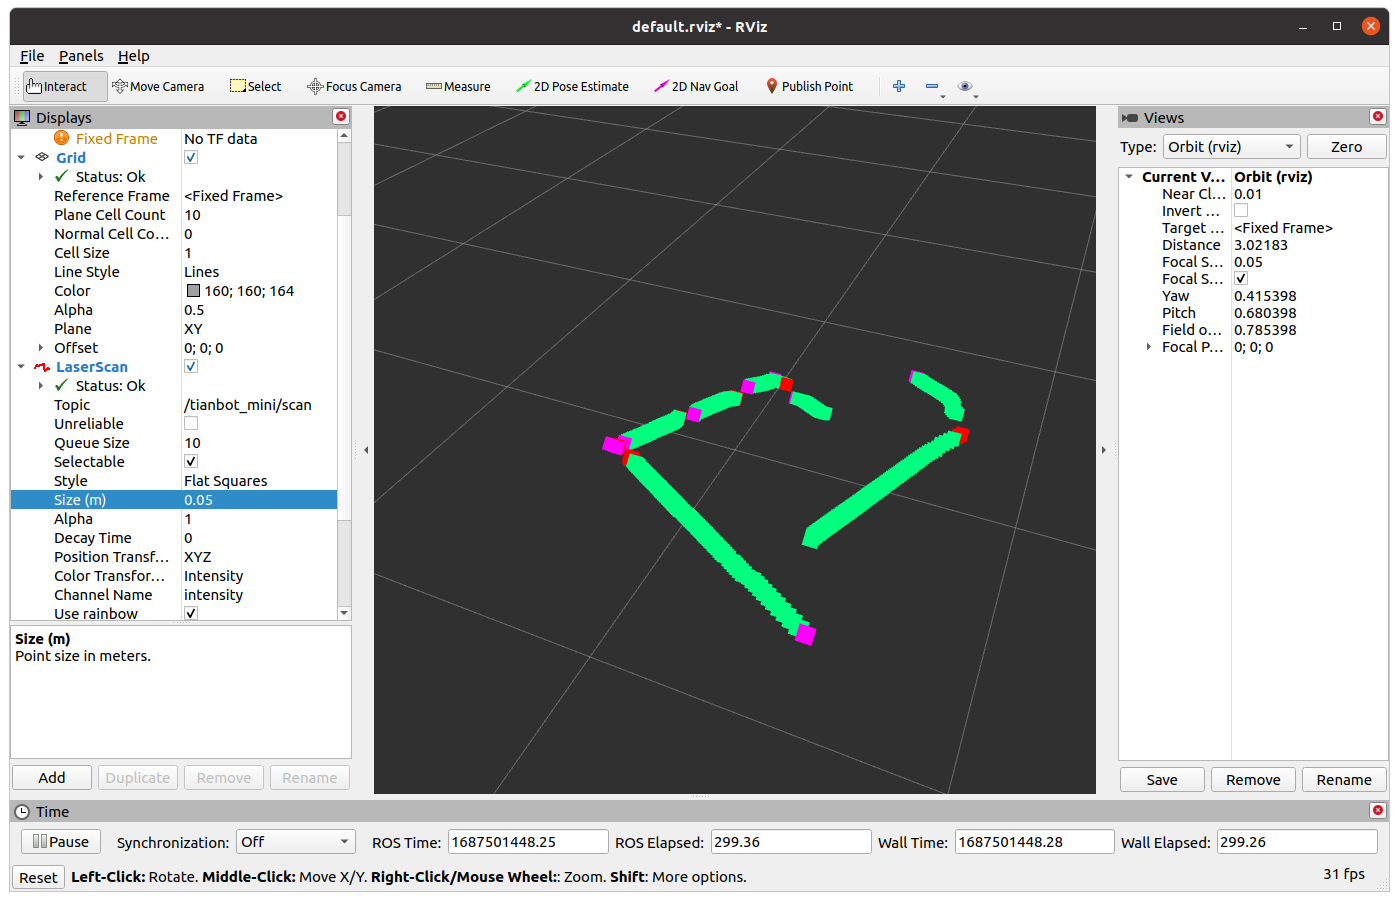 default.rviz* - RViz
File Panels Help
Interact Move Camera Select Focus Camera Measure 2D Pose Estimate 2D Nav Goal Publish Point
Displays
Fixed Frame No TF data
Grid
Status: Ok
Reference Frame <Fixed Frame>
Plane Cell Count 10
Normal Cell Co... 0
Cell Size 1
Line Style Lines
Color 160; 160; 164
Alpha 0.5
Plane XY
Offset 0; 0; 0
LaserScan
Status: Ok
Topic /tianbot_mini/scan
Unreliable
Queue Size 10
Selectable
Style Flat Squares
Size (m) 0.05
Alpha 1
Decay Time 0
Position Transf... XYZ
Color Transfor... Intensity
Channel Name intensity
Use rainbow
Size (m)
Point size in meters.
Add Duplicate Remove Rename
Views
Type: Orbit (rviz) Zero
Current V... Orbit (rviz)
Near Cl... 0.01
Invert ...
Target ... <Fixed Frame>
Distance 3.02183
Focal S... 0.05
Focal S...
Yaw 0.415398
Pitch 0.680398
Field o... 0.785398
Focal P... 0; 0; 0
Save Remove Rename
Time
Pause Synchronization: Off ROS Time: 1687501448.25 ROS Elapsed: 299.36 Wall Time: 1687501448.28 Wall Elapsed: 299.26
Reset Left-Click: Rotate. Middle-Click: Move X/Y. Right-Click/Mouse Wheel:: Zoom. Shift: More options. 31 fps